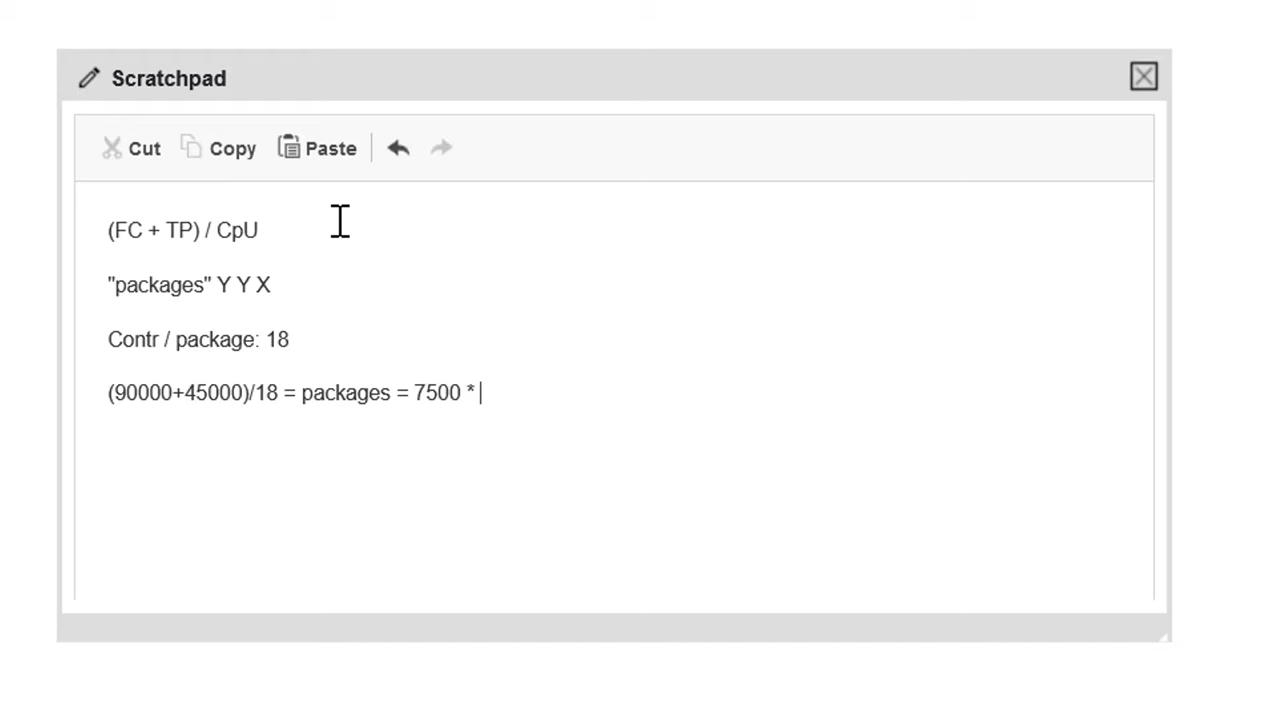 Scratchpad
Cut Copy Paste
(FC + TP) / CpU
"packages" Y Y X
Contr / package: 18
(90000+45000)/18 = packages = 7500 *